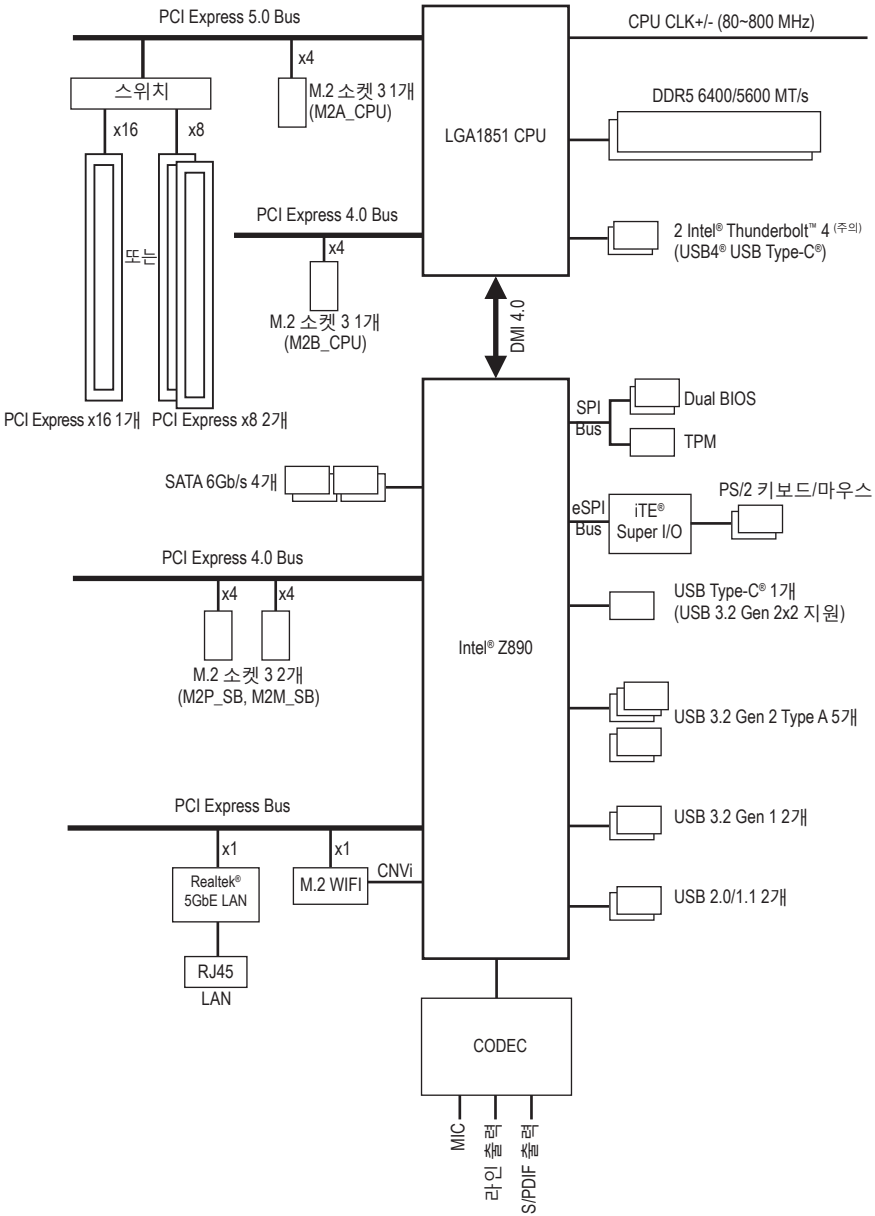 PCI Express 5.0 Bus
CPU CLK+/- (80~800 MHz)
x4
스위치
M.2 소켓 3 1개
(M2A_CPU)
DDR5 6400/5600 MT/s
x16
x8
LGA1851 CPU
PCI Express 4.0 Bus
2 Intel® Thunderbolt™ 4 (주의)
(USB4® USB Type-C®)
또는
x4
M.2 소켓 3 1개
(M2B_CPU)
DMI 4.0
PCI Express x16 1개
PCI Express x8 2개
SPI
Bus
Dual BIOS
TPM
SATA 6Gb/s 4개
PS/2 키보드/마우스
eSPI
Bus
iTE®
Super I/O
PCI Express 4.0 Bus
x4
x4
USB Type-C® 1개
(USB 3.2 Gen 2x2 지원)
Intel® Z890
M.2 소켓 3 2개
(M2P_SB, M2M_SB)
USB 3.2 Gen 2 Type A 5개
PCI Express Bus
USB 3.2 Gen 1 2개
x1
x1
CNVi
Realtek®
5GbE LAN
M.2 WIFI
USB 2.0/1.1 2개
RJ45
LAN
CODEC
MIC
라인 출력
S/PDIF 출력